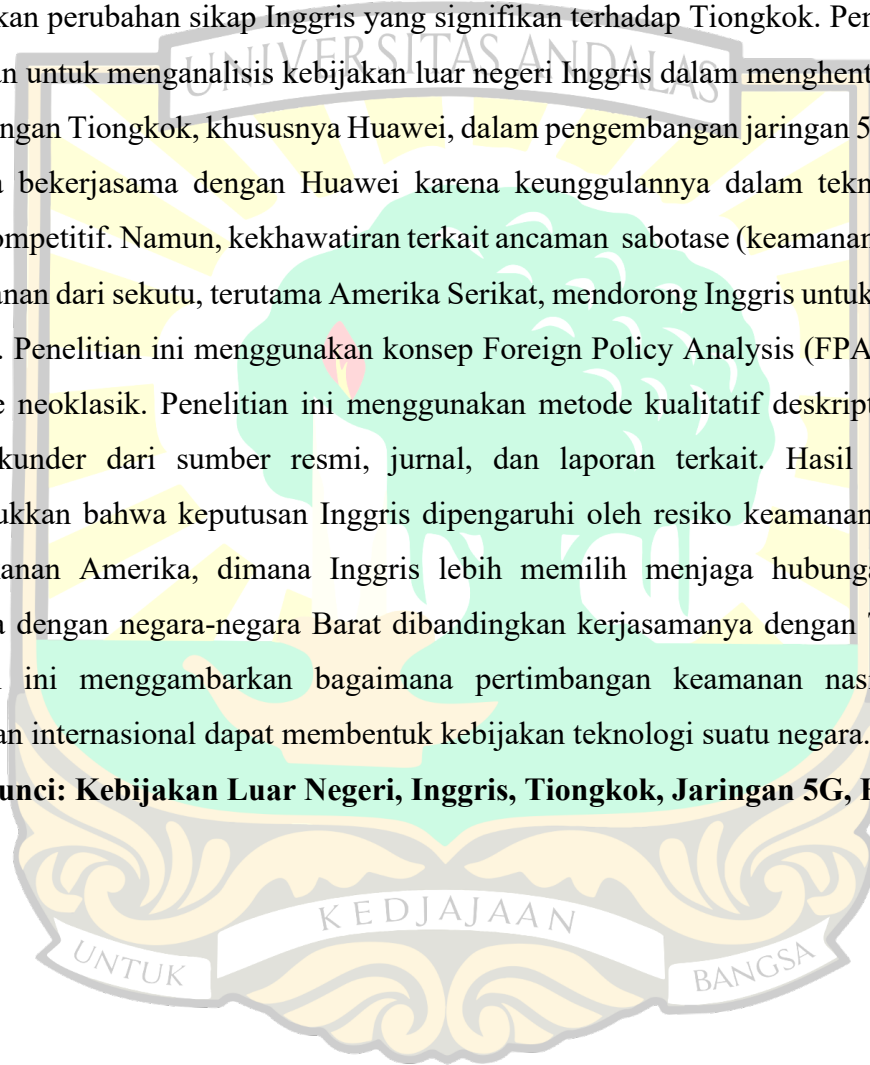 kan perubahan sikap Inggris yang signifikan terhadap Tiongkok. Pen
UNIVERSITAS ANDALAS
an untuk menganalisis kebijakan luar negeri Inggris dalam menghent
ngan Tiongkok, khususnya Huawei, dalam pengembangan jaringan 5
a bekerjasama dengan Huawei karena keunggulannya dalam tekn
ompetitif. Namun, kekhawatiran terkait ancaman sabotase (keamanan
anan dari sekutu, terutama Amerika Serikat, mendorong Inggris untuk
. Penelitian ini menggunakan konsep Foreign Policy Analysis (FPA
e neoklasik. Penelitian ini menggunakan metode kualitatif deskript
kunder dari sumber resmi, jurnal, dan laporan terkait. Hasil
ukkan bahwa keputusan Inggris dipengaruhi oleh resiko keamanan
anan Amerika, dimana Inggris lebih memilih menjaga hubunga
a dengan negara-negara Barat dibandingkan kerjasamanya dengan T
ini menggambarkan bagaimana pertimbangan keamanan nasi
an internasional dapat membentuk kebijakan teknologi suatu negara.
unci: Kebijakan Luar Negeri, Inggris, Tiongkok, Jaringan 5G, H
UNTUK KEDJAJAAN BANGSA